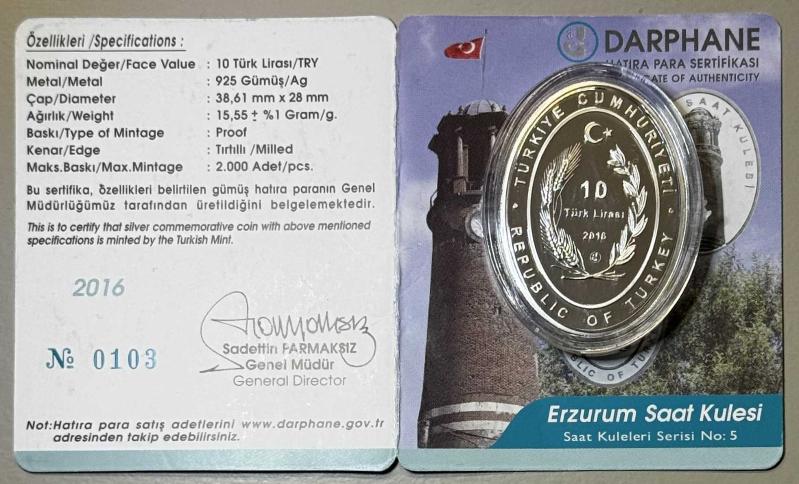 Özellikleri /Specifications :
Nominal Değer/Face Value : 10 Türk Lirası/TRY
Metal/Metal : 925 Gümüş/Ag
Çap/Diameter : 38,61 mm x 28 mm
Ağırlık/Weight : 15,55 ± %1 Gram/g.
Baskı/Type of Mintage : Proof
Kenar/Edge : Tırtıllı /Milled
Maks.Baskı/Max.Mintage : 2.000 Adet/pcs.
Bu sertifika, özellikleri belirtilen gümüş hatıra paranın Genel
Müdürlüğümüz tarafından üretildiğini belgelemektedir.
This is to certify that silver commemorative coin with above mentioned
specifications is minted by the Turkish Mint.
2016
№ 0103
Sadettin PARMAKSIZ
Genel Müdür
General Director
Not:Hatıra para satış adetlerini www.darphane.gov.tr
adresinden takip edebilirsiniz.
DARPHANE
HATIRA PARA SERTİFİKASI
OF AUTHENTICITY
SAAT KULESİ
TÜRKİYE CUMHURİYETİ
10
Türk Lirası
2016
REPUBLIC OF TURKEY
Erzurum Saat Kulesi
Saat Kuleleri Serisi No: 5